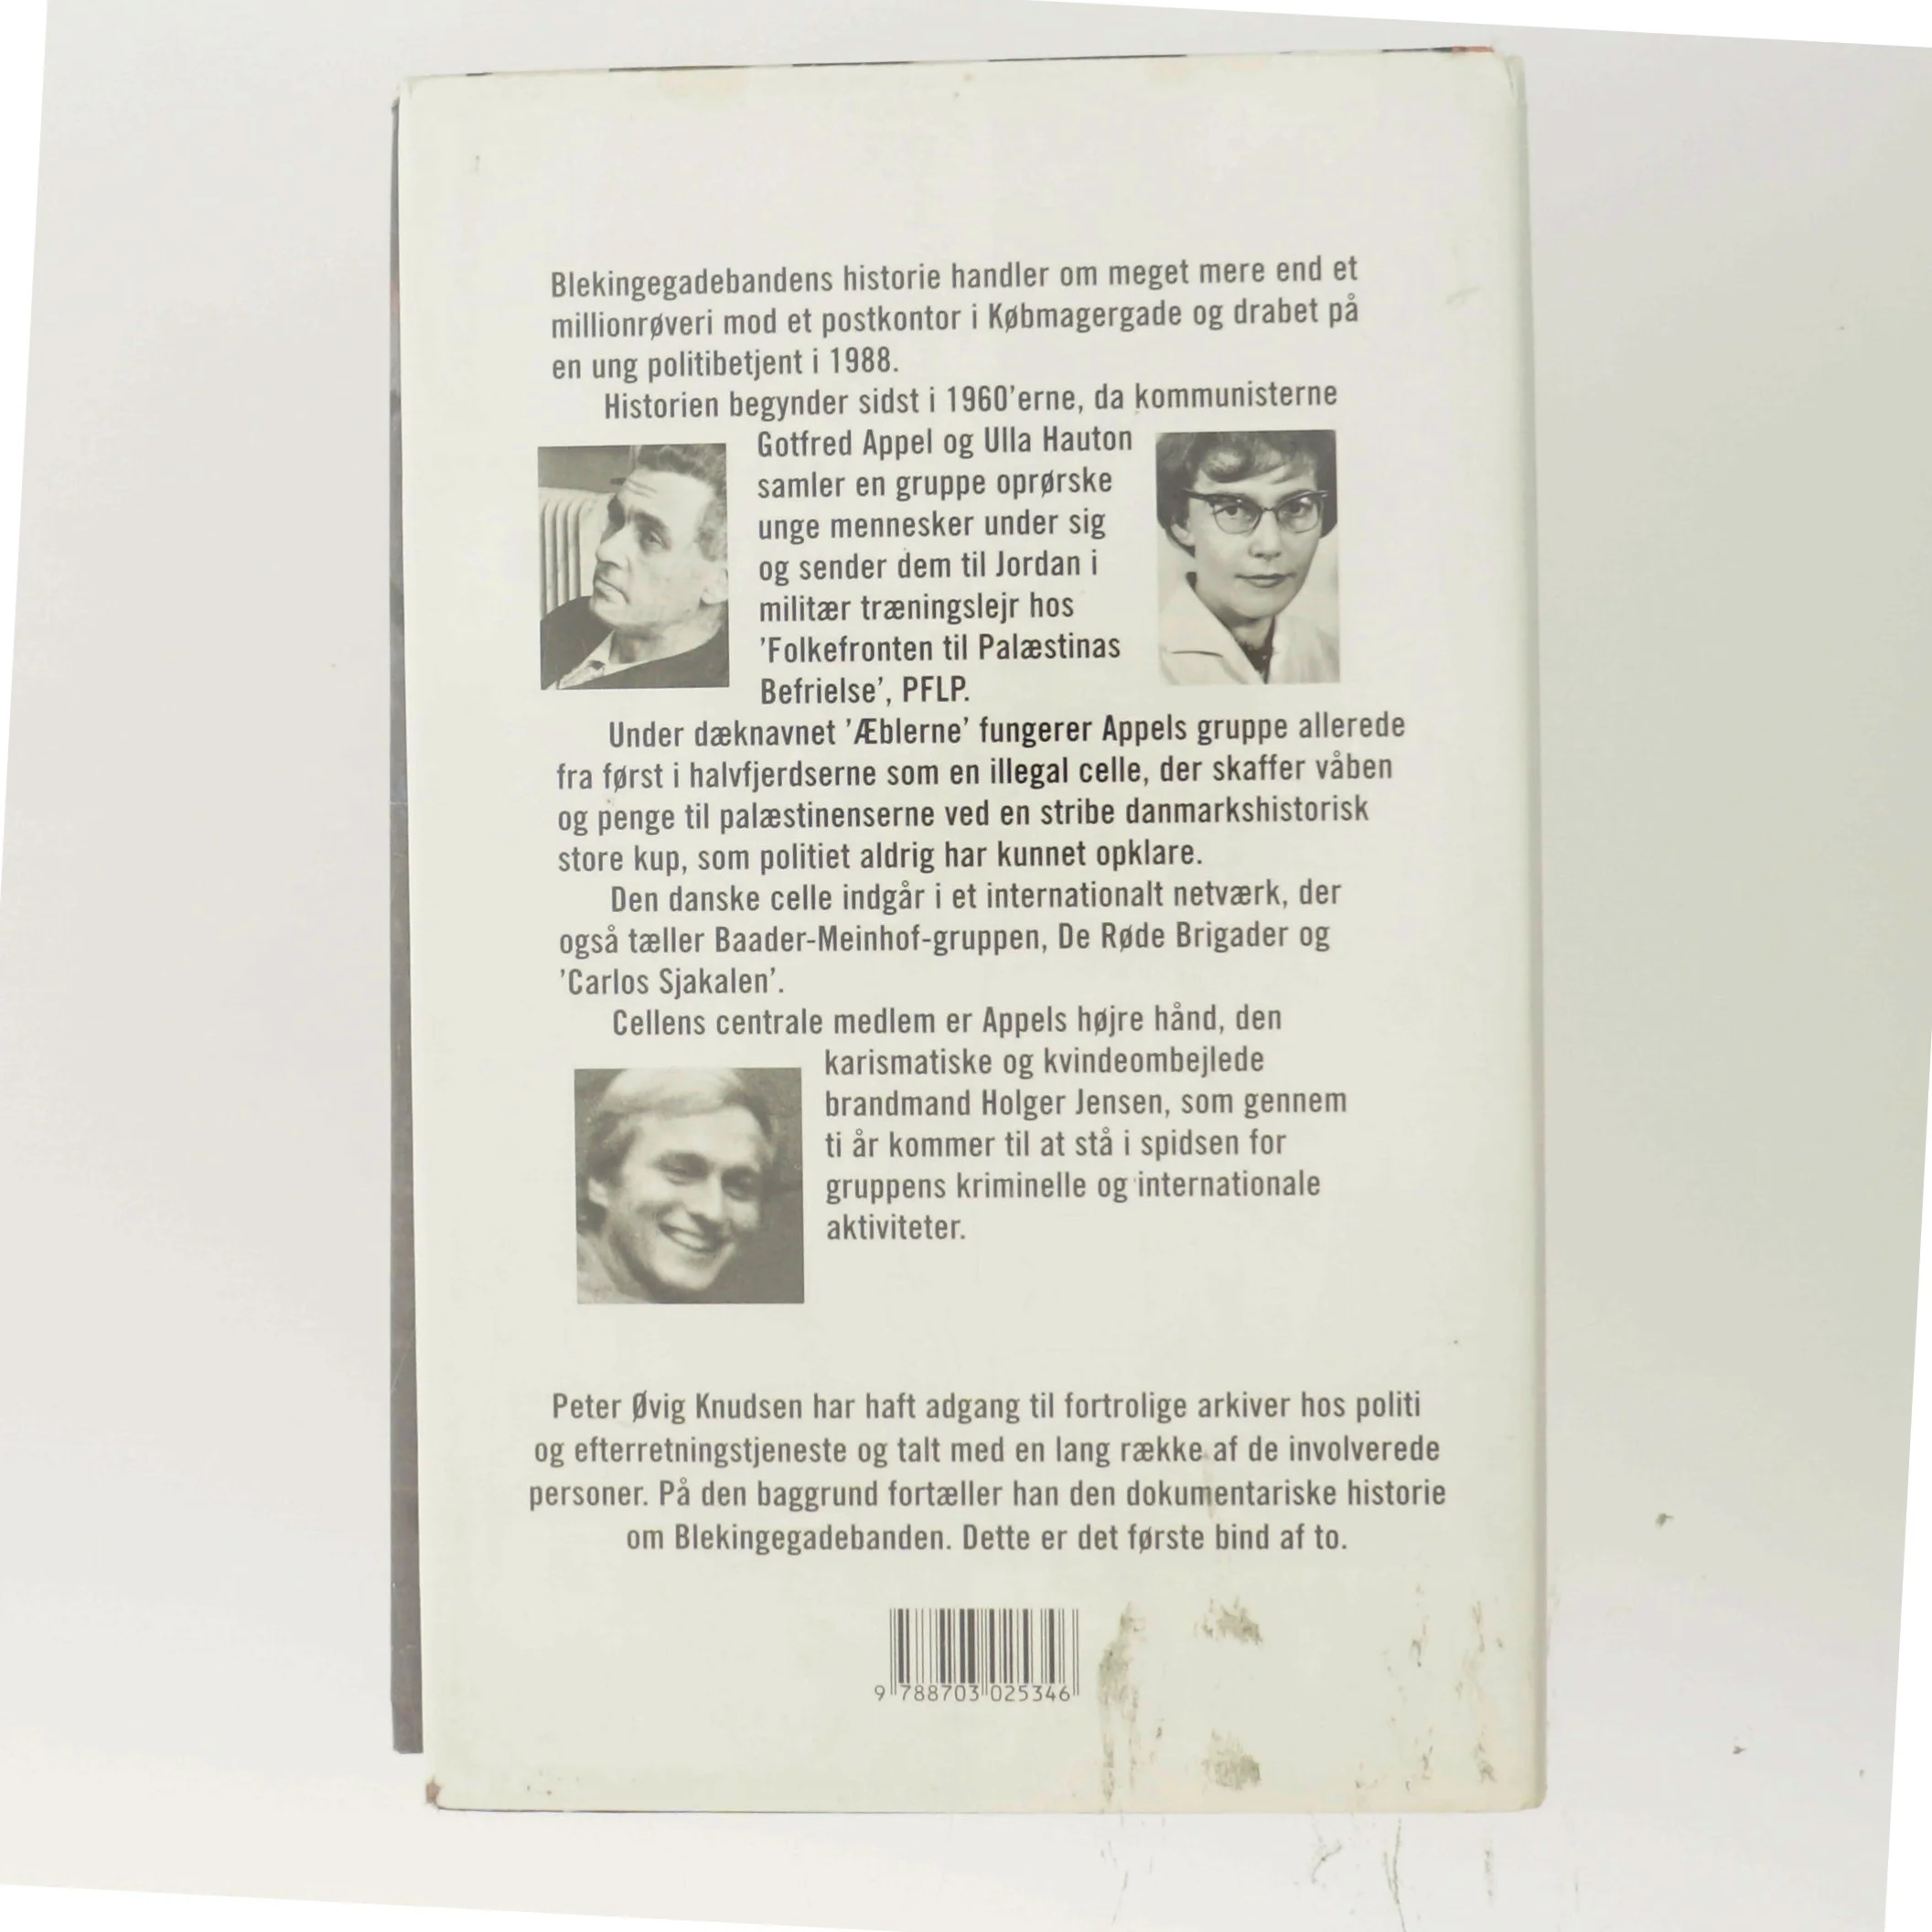 Blekingegadebandens historie handler om meget mere end et
millionrøveri mod et postkontor i Købmagergade og drabet på
en ung politibetjent i 1988.
Historien begynder sidst i 1960'erne, da kommunisterne
Gotfred Appel og Ulla Hauton
samler en gruppe oprørske
unge mennesker under sig
og sender dem til Jordan i
militær træningslejr hos
'Folkefronten til Palæstinas
Befrielse', PFLP.
Under dæknavnet 'Æblerne' fungerer Appels gruppe allerede
fra først i halvfjerdserne som en illegal celle, der skaffer våben
og penge til palæstinenserne ved en stribe danmarkshistorisk
store kup, som politiet aldrig har kunnet opklare.
Den danske celle indgår i et internationalt netværk, der
også tæller Baader-Meinhof-gruppen, De Røde Brigader og
'Carlos Sjakalen'.
Cellens centrale medlem er Appels højre hånd, den
karismatiske og kvindeombejlede
brandmand Holger Jensen, som gennem
ti år kommer til at stå i spidsen for
gruppens kriminelle og internationale
aktiviteter.
Peter Øvig Knudsen har haft adgang til fortrolige arkiver hos politi
og efterretningstjeneste og talt med en lang række af de involverede
personer. På den baggrund fortæller han den dokumentariske historie
om Blekingegadebanden. Dette er det første bind af to.
9 788703 025346